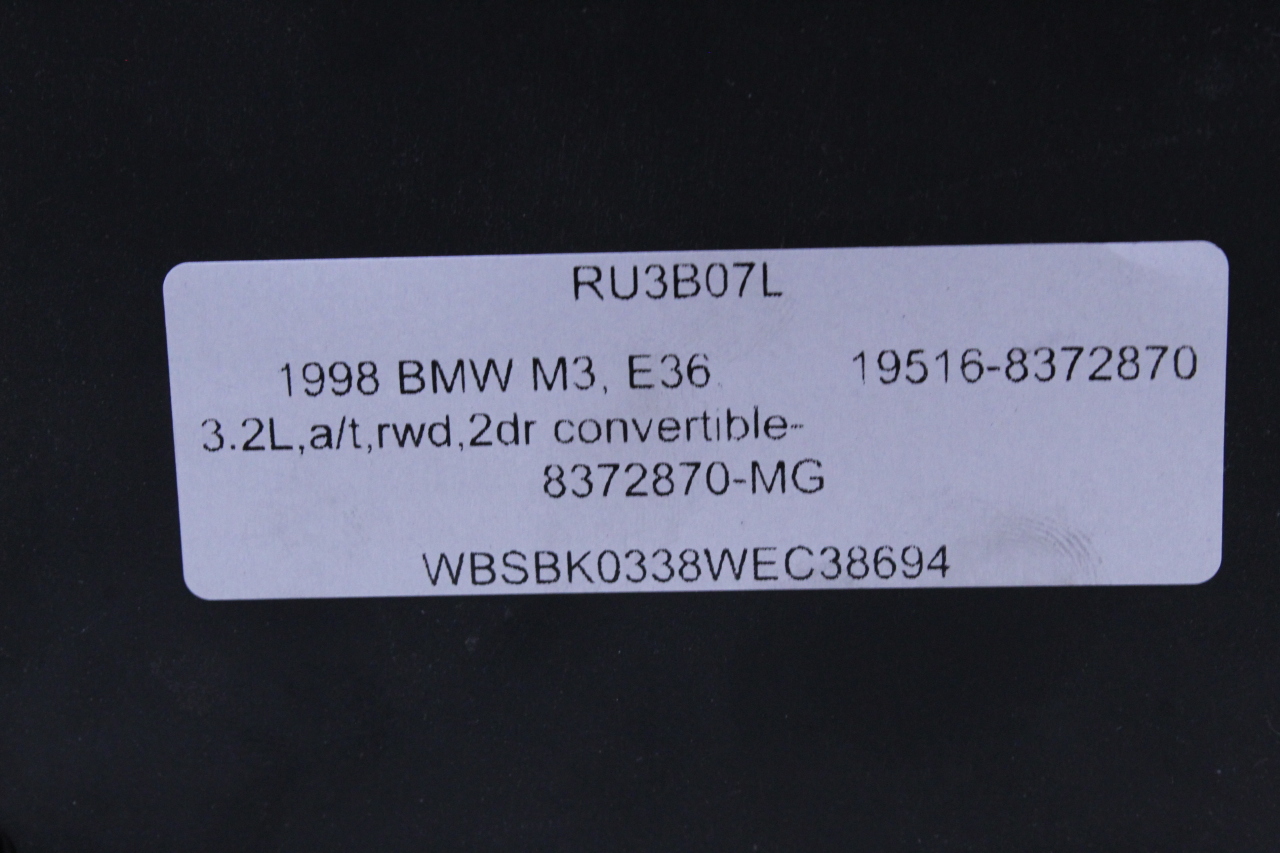 RU3B07L
1998 BMW M3, E36. 19516-8372870
3.2L,a/t,rwd,2dr convertible-
8372870-MG
WBSBK0338WEC38694